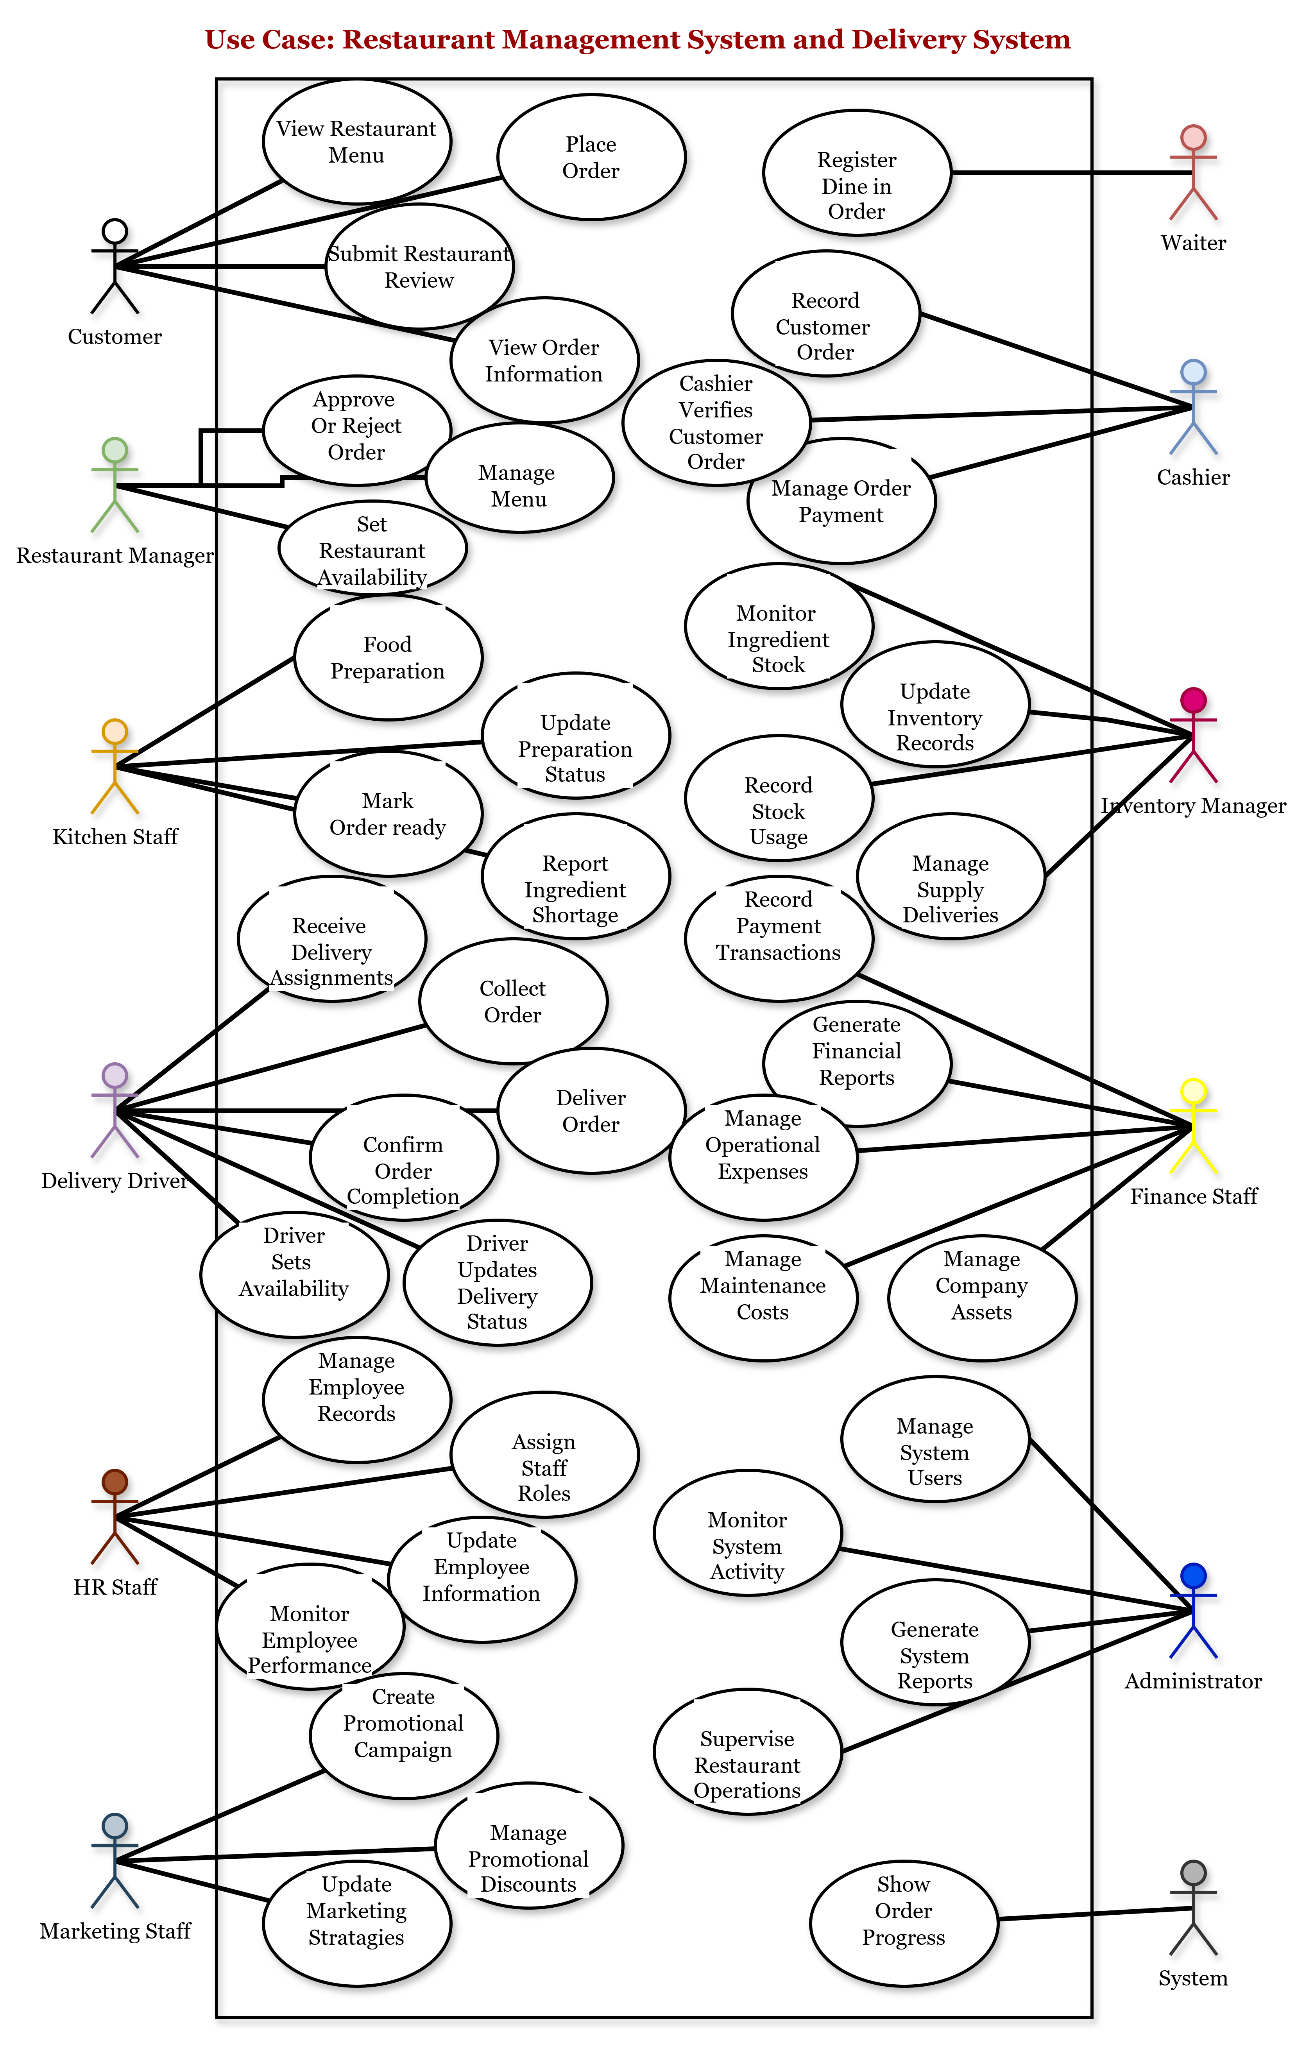 Use Case: Restaurant Management System and Delivery System
View Restaurant
Menu
Place
Order
Register
Dine in
Order
Waiter
Submit Restaurant
Review
Customer
Record
Customer
Order
View Order
Information
Cashier
Verifies
Customer
Order
Cashier
Approve
Or Reject
Order
Manage
Menu
Manage Order
Payment
Restaurant Manager
Set
Restaurant
Availability
Monitor
Ingredient
Stock
Food
Preparation
Update
Inventory
Records
Update
Preparation
Status
Kitchen Staff
Mark
Order ready
Record
Stock
Usage
Inventory Manager
Report
Ingredient
Shortage
Manage
Supply
Deliveries
Receive
Delivery
Assignments
Record
Payment
Transactions
Collect
Order
Generate
Financial
Reports
Deliver
Order
Delivery Driver
Confirm
Order
Completion
Manage
Operational
Expenses
Finance Staff
Driver
Sets
Availability
Driver
Updates
Delivery
Status
Manage
Maintenance
Costs
Manage
Company
Assets
Manage
Employee
Records
Assign
Staff
Roles
Manage
System
Users
HR Staff
Update
Employee
Information
Monitor
System
Activity
Monitor
Employee
Performance
Generate
System
Reports
Administrator
Create
Promotional
Campaign
Supervise
Restaurant
Operations
Manage
Promotional
Discounts
Marketing Staff
Update
Marketing
Stratagies
Show
Order
Progress
System